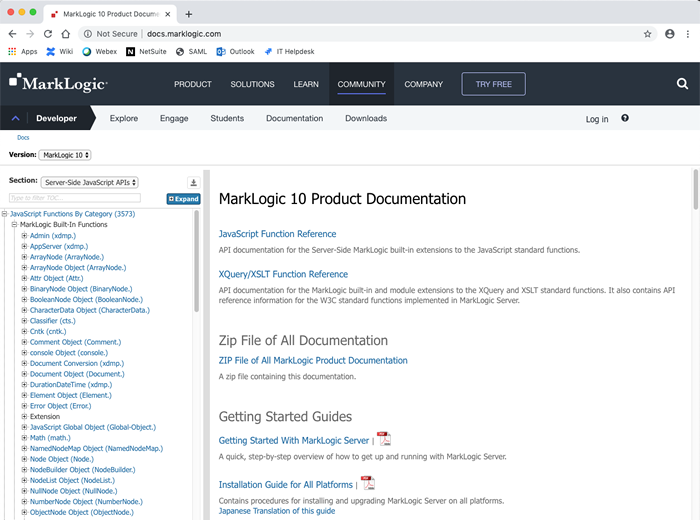 MarkLogic 10 Product Docume
Not Secure | docs.marklogic.com
Apps Wiki Webex NetSuite SAML Outlook IT Helpdesk
MarkLogic
PRODUCT SOLUTIONS LEARN COMMUNITY COMPANY TRY FREE
Developer Explore Engage Students Documentation Downloads Log in
Docs
Version: MarkLogic 10
Section: Server-Side JavaScript APIs
Type to filter TOC...
Expand
JavaScript Functions By Category (3573)
MarkLogic Built-In Functions
Admin (xdmp.)
AppServer (xdmp.)
ArrayNode (ArrayNode.)
ArrayNode Object (ArrayNode.)
Attr Object (Attr.)
BinaryNode Object (BinaryNode.)
BooleanNode Object (BooleanNode.)
CharacterData Object (CharacterData.)
Classifier (cts.)
Cntk (cntk.)
Comment Object (Comment.)
console Object (console.)
Document Conversion (xdmp.)
Document Object (Document.)
DurationDateTime (xdmp.)
Element Object (Element.)
Error Object (Error.)
Extension
JavaScript Global Object (Global-Object.)
Math (math.)
NamedNodeMap Object (NamedNodeMap.)
Node Object (Node.)
NodeBuilder Object (NodeBuilder.)
NodeList Object (NodeList.)
NullNode Object (NullNode.)
NumberNode Object (NumberNode.)
ObjectNode Object (ObjectNode.)
MarkLogic 10 Product Documentation
JavaScript Function Reference
API documentation for the Server-Side MarkLogic built-in extensions to the JavaScript standard functions.
XQuery/XSLT Function Reference
API documentation for the MarkLogic built-in and module extensions to the XQuery and XSLT standard functions. It also contains API
reference information for the W3C standard functions implemented in MarkLogic Server.
Zip File of All Documentation
ZIP File of All MarkLogic Product Documentation
A zip file containing this documentation.
Getting Started Guides
Getting Started With MarkLogic Server |
A quick, step-by-step overview of how to get up and running with MarkLogic Server.
Installation Guide for All Platforms |
Contains procedures for installing and upgrading MarkLogic Server on all platforms.
Japanese Translation of this guide